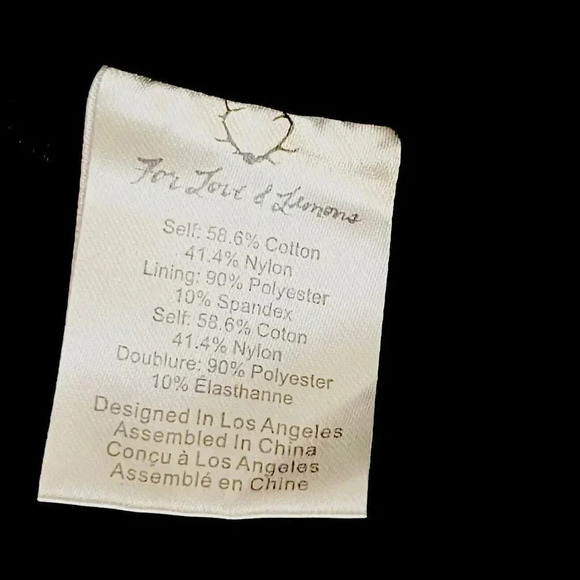 For Love & Lemons
Self: 58.6% Cotton
41.4% Nylon
Lining: 90% Polyester
10% Spandex
Self: 58.6% Coton
41.4% Nylon
Doublure: 90% Polyester
10% Élasthanne
Designed In Los Angeles
Assembled In China
Conçu à Los Angeles
Assemblé en Chine